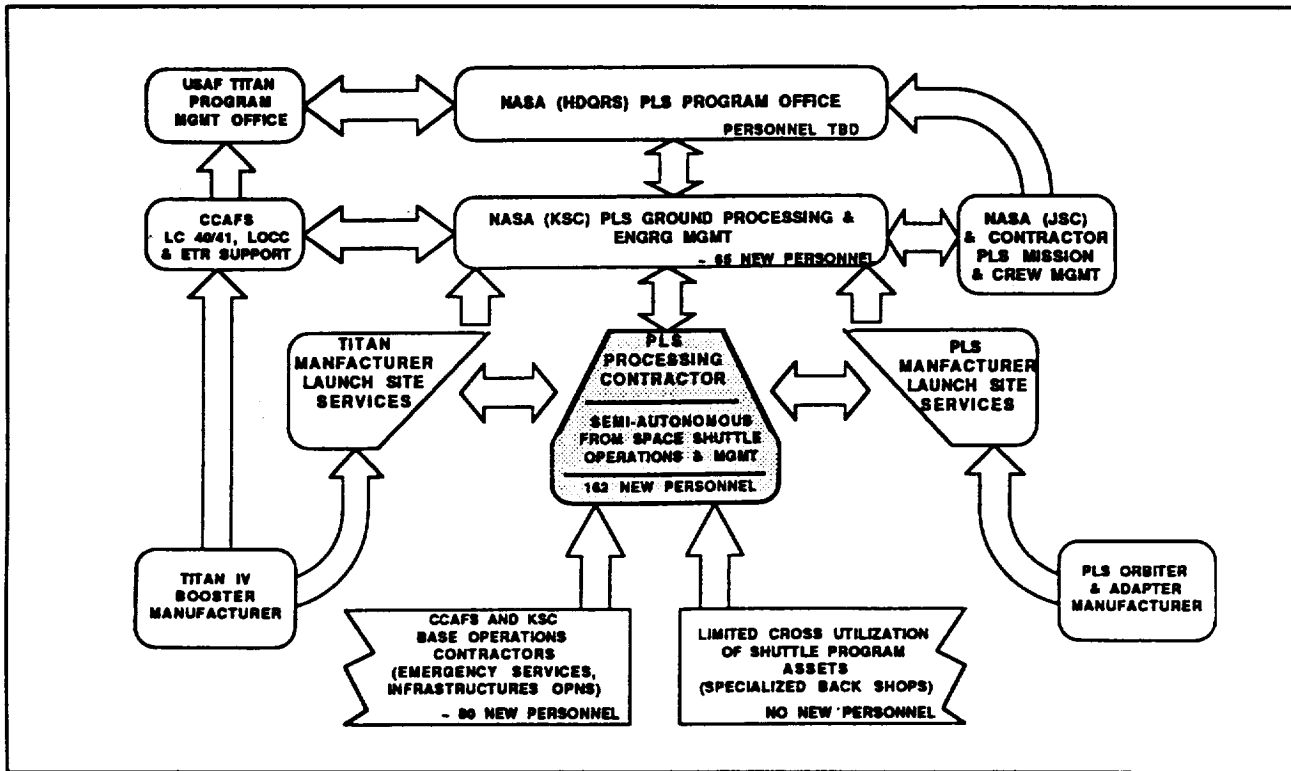 USAF TITAN
PROGRAM
MGMT OFFICE
NASA (HDQRS) PLS PROGRAM OFFICE
PERSONNEL TBD
CCAFS
LC 40/41, LOCC
& ETR SUPPORT
NASA (KSC) PLS GROUND PROCESSING &
ENGRG MGMT
~ 65 NEW PERSONNEL
NASA (JSC)
& CONTRACTOR
PLS MISSION
& CREW MGMT
TITAN
MANFACTURER
LAUNCH SITE
SERVICES
PLS
PROCESSING
CONTRACTOR
SEMI-AUTONOMOUS
FROM SPACE SHUTTLE
OPERATIONS & MGMT
162 NEW PERSONNEL
PLS
MANFACTURER
LAUNCH SITE
SERVICES
TITAN IV
BOOSTER
MANUFACTURER
CCAFS AND KSC
BASE OPERATIONS
CONTRACTORS
(EMERGENCY SERVICES,
INFRASTRUCTURES OPNS)
~ 80 NEW PERSONNEL
LIMITED CROSS UTILIZATION
OF SHUTTLE PROGRAM
ASSETS
(SPECIALIZED BACK SHOPS)
NO NEW PERSONNEL
PLS ORBITER
& ADAPTER
MANUFACTURER